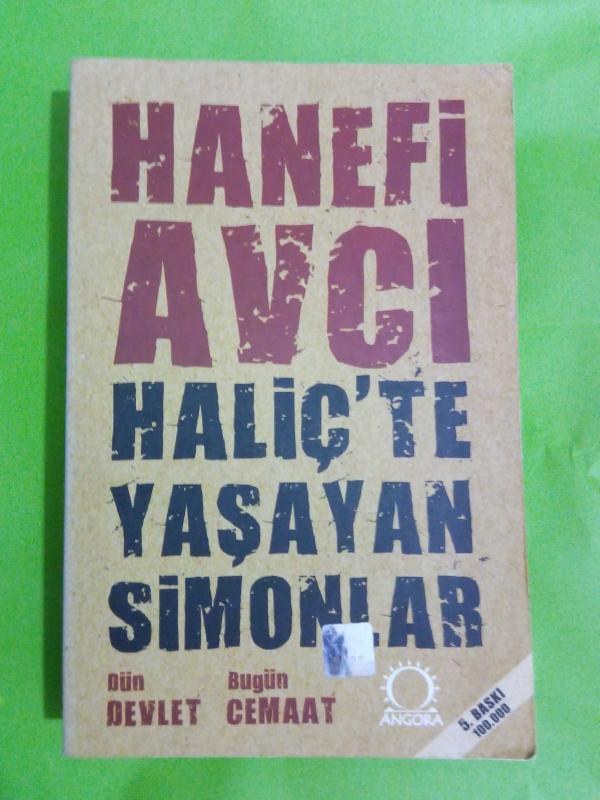 HANEFİ
AVCI
HALİÇ'TE
YAŞAYAN
SİMONLAR
Dün Bugün
DEVLET CEMAAT
ANGORA
5. BASKI
100.000